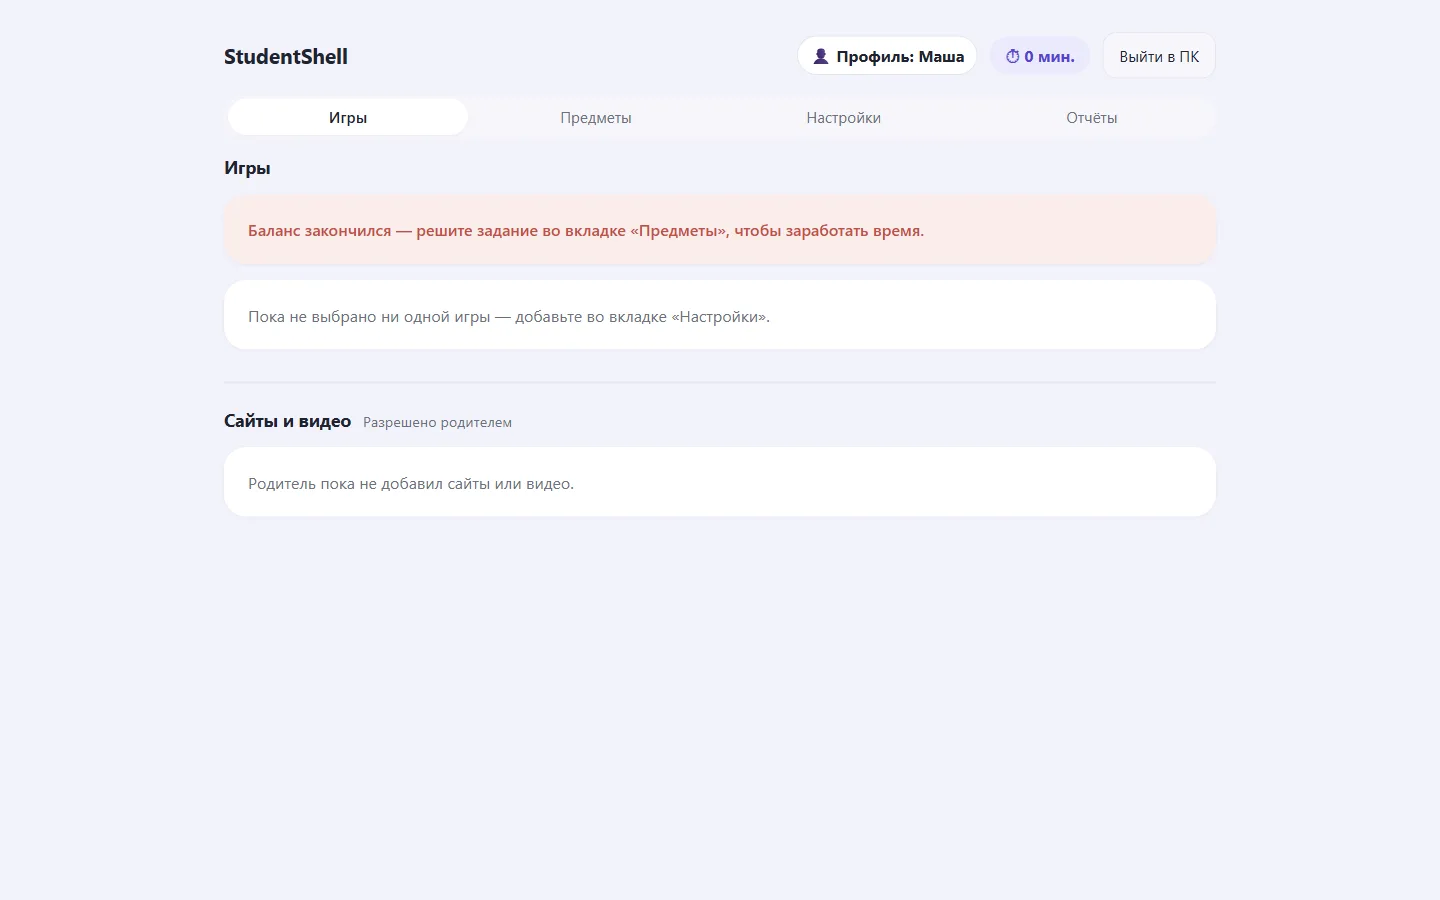 StudentShell
Профиль: Маша
0 мин.
Выйти в ПК
Игры
Предметы
Настройки
Отчёты
Игры
Баланс закончился — решите задание во вкладке «Предметы», чтобы заработать время.
Пока не выбрано ни одной игры — добавьте во вкладке «Настройки».
Сайты и видео Разрешено родителем
Родитель пока не добавил сайты или видео.